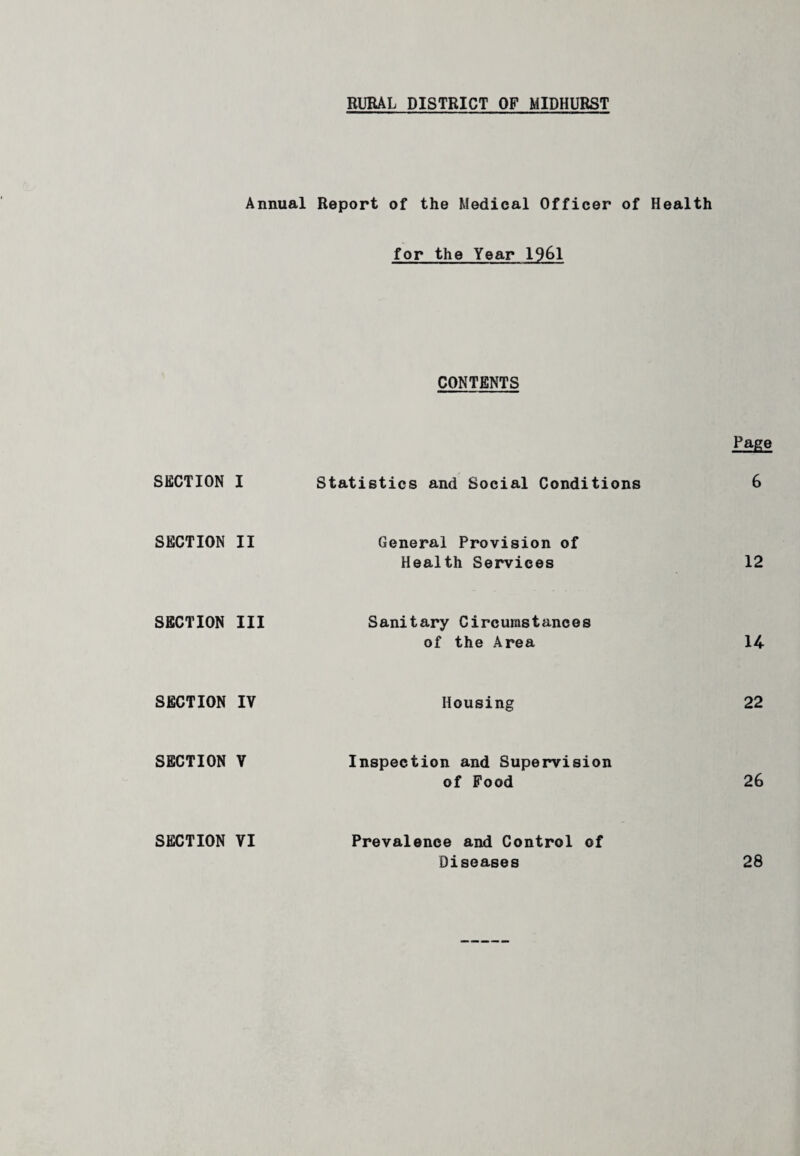 RURAL DISTRICT OF MIDHURST
Annual Report of the Medical Officer of Health
for the Year 1961
CONTENTS
Page
SECTION I Statistics and Social Conditions 6
SECTION II General Provision of
Health Services 12
SECTION III Sanitary Circumstances
of the Area 14
SECTION IV Housing 22
SECTION V Inspection and Supervision
of Food 26
SECTION VI Prevalence and Control of
Diseases 28